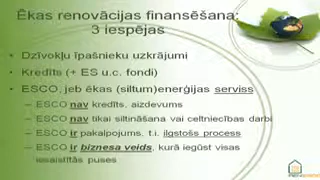 Ēkas renovācijas finansēšana:
3 iespējas
• Dzīvokļu īpašnieku uzkrājumi
• Kredīts (+ ES u.c. fondi)
• ESCO, jeb ēkas (siltum)enerģijas serviss
– ESCO nav kredīts, aizdevums
– ESCO nav tikai siltināšana vai celtniecības darbi
– ESCO ir pakalpojums, t.i. ilgstošs process
– ESCO ir biznesa veids, kurā iegūst visas
iesaistītās puses